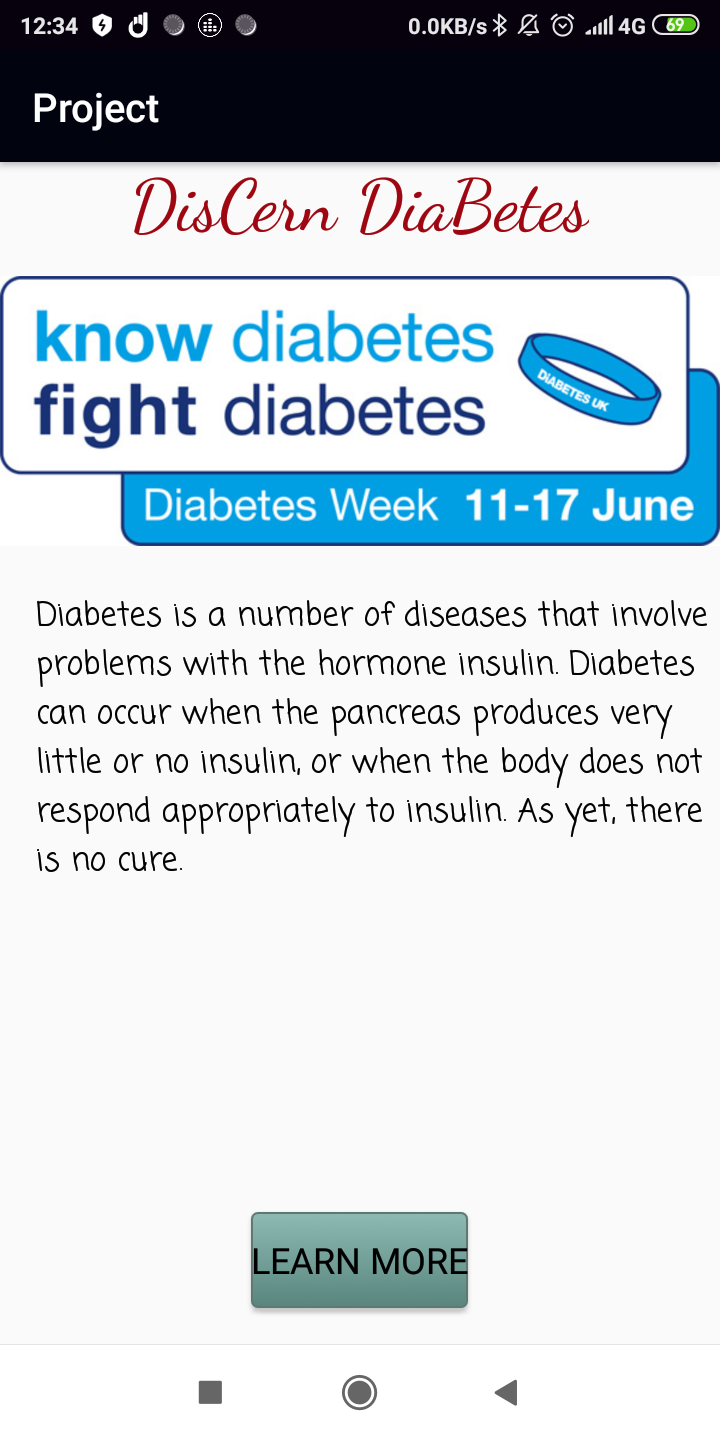 12:34 0.0KB/s 4G 69
Project
DisCern DiaBetes
know diabetes
fight diabetes
DIABETES UK
Diabetes Week 11-17 June
Diabetes is a number of diseases that involve
problems with the hormone insulin. Diabetes
can occur when the pancreas produces very
little or no insulin, or when the body does not
respond appropriately to insulin. As yet, there
is no cure.
LEARN MORE